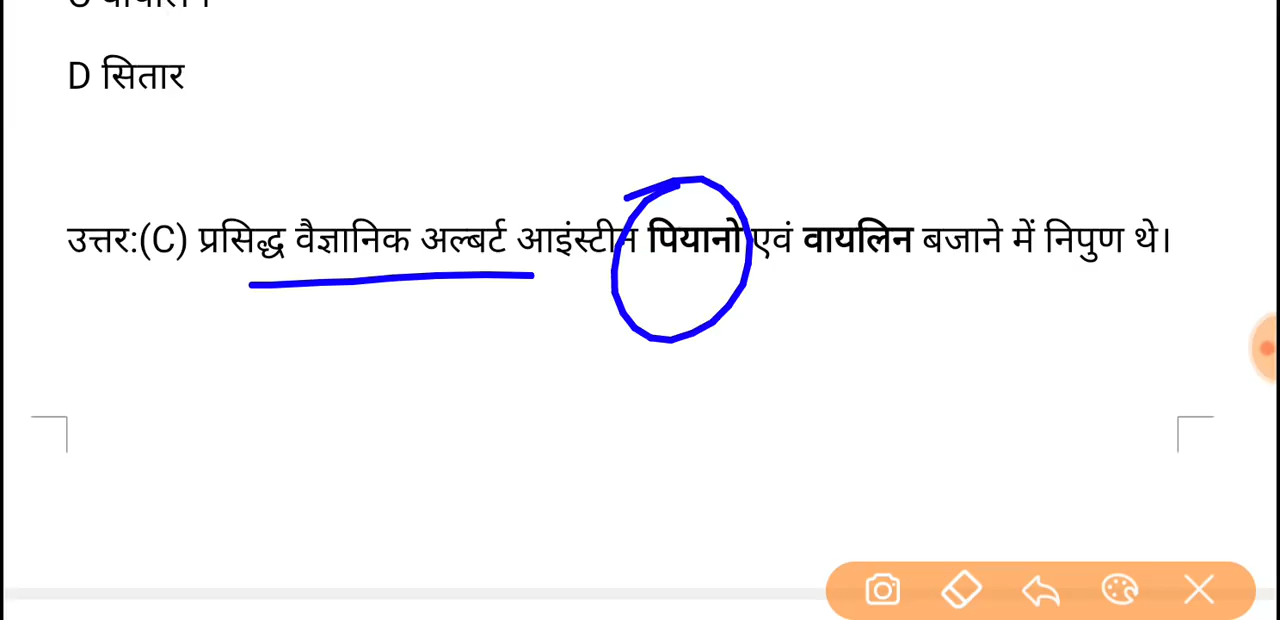 D सितार
उत्तर:(C) प्रसिद्ध वैज्ञानिक अल्बर्ट आइंस्टीन पियानो एवं वायलिन बजाने में निपुण थे।